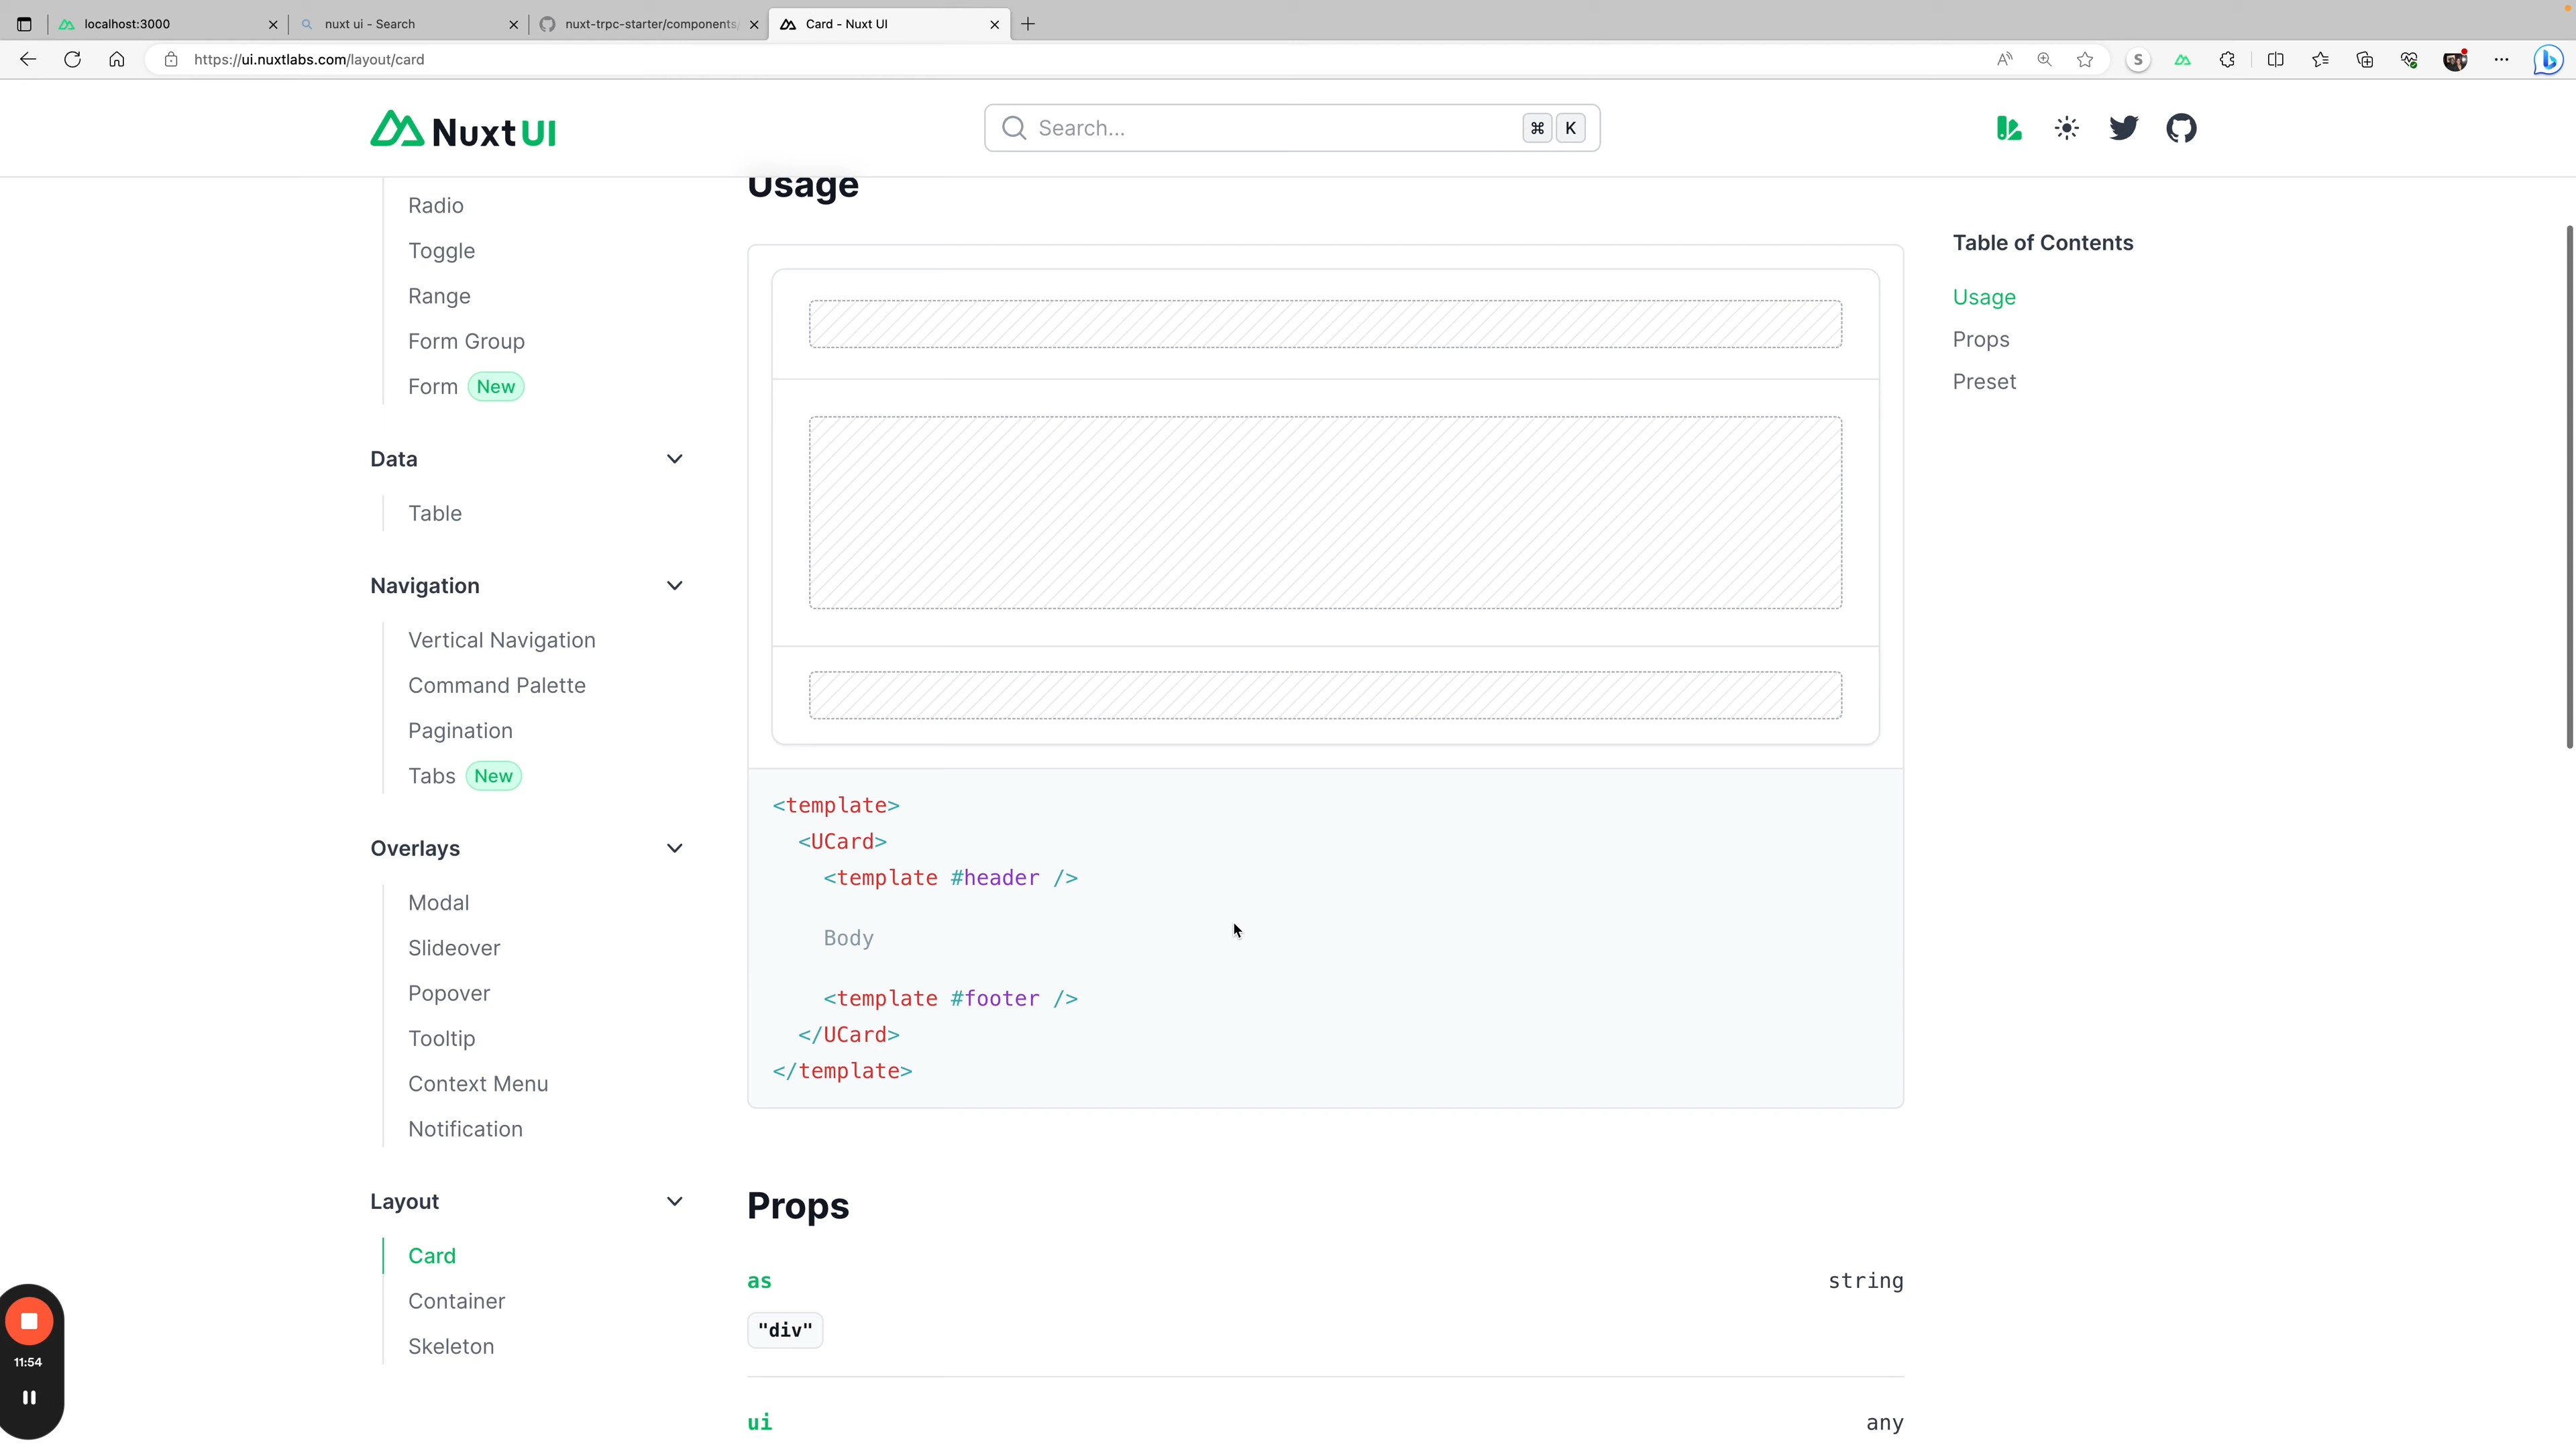 localhost:3000
nuxt ui - Search
nuxt-trpc-starter/components/
Card - Nuxt UI
https://ui.nuxtlabs.com/layout/card
S
Nuxt UI
Search...
⌘ K
Radio
Toggle
Range
Form Group
Form New
Data
Table
Navigation
Vertical Navigation
Command Palette
Pagination
Tabs New
Overlays
Modal
Slideover
Popover
Tooltip
Context Menu
Notification
Layout
Card
Container
Skeleton
Usage
<template>
<UCard>
<template #header />
Body
<template #footer />
</UCard>
</template>
Props
as string
"div"
ui any
Table of Contents
Usage
Props
Preset
11:54